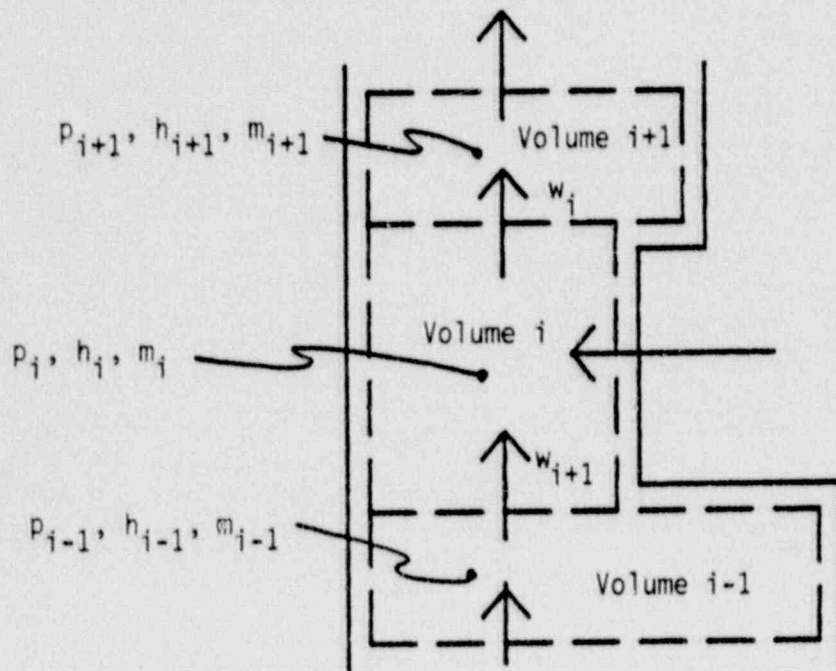 p_{i+1}, h_{i+1}, m_{i+1}
Volume i+1
w_i
Volume i
p_i, h_i, m_i
w_{i+1}
p_{i-1}, h_{i-1}, m_{i-1}
Volume i-1